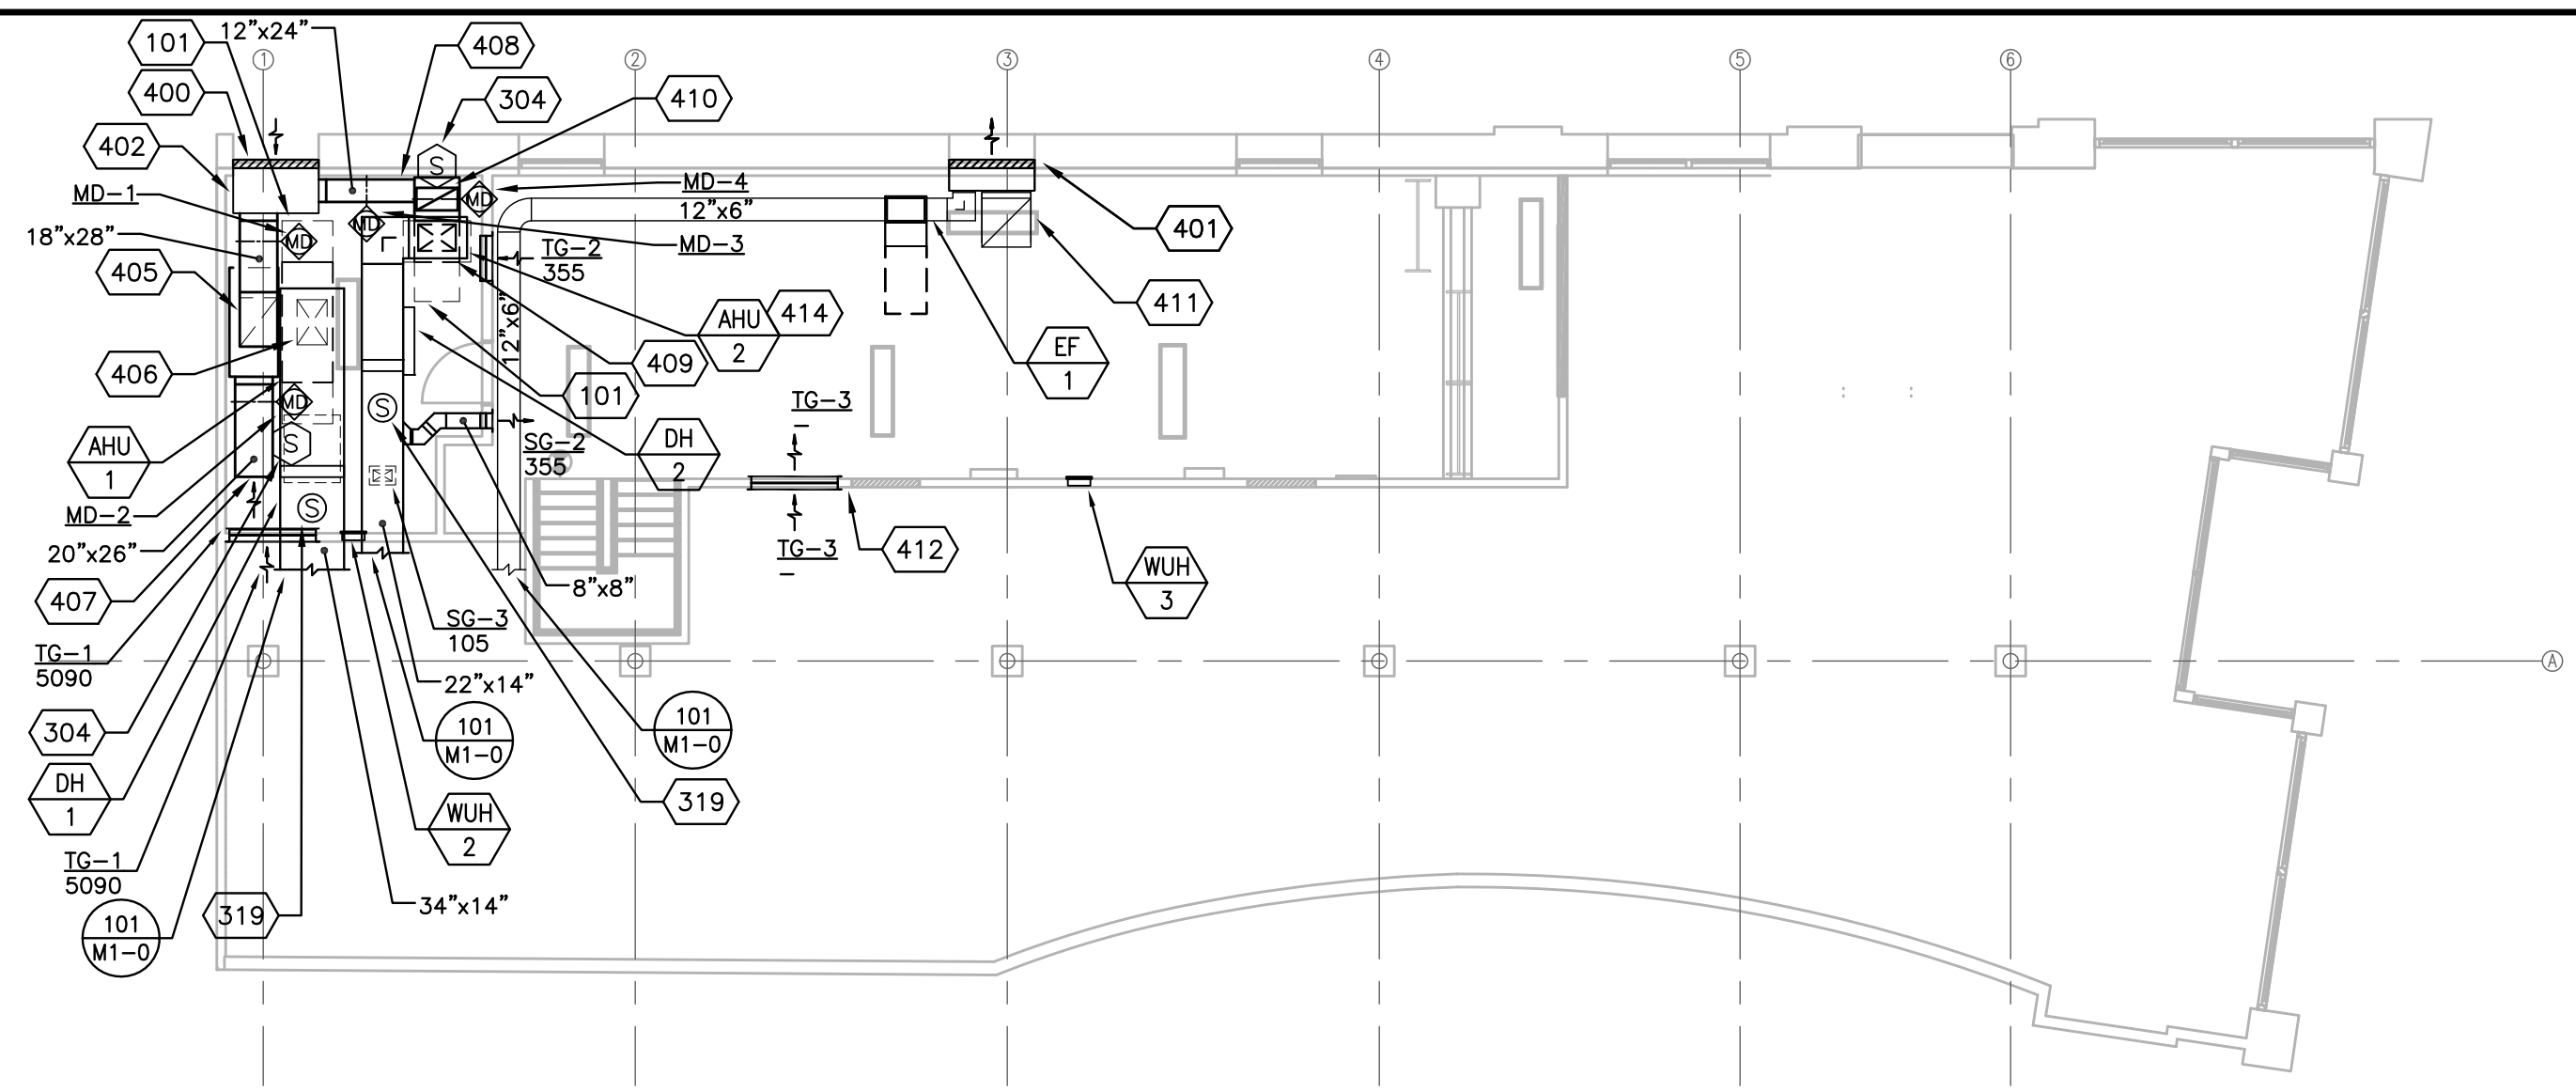 101
12"x24"
408
1
2
3
4
5
6
400
304
410
402
S
MD-1
MD
MD-4
12"x6"
MD
18"x28"
MD
MD-3
401
TG-2
355
405
12"x6"
AHU
2
414
411
406
409
EF
1
101
MD
S
TG-3
AHU
1
S
SG-2
355
DH
2
MD-2
S
20"x26"
TG-3
412
407
8"x8"
WUH
3
SG-3
105
TG-1
5090
A
22"x14"
304
101
M1-0
101
M1-0
DH
1
319
WUH
2
TG-1
5090
34"x14"
319
101
M1-0